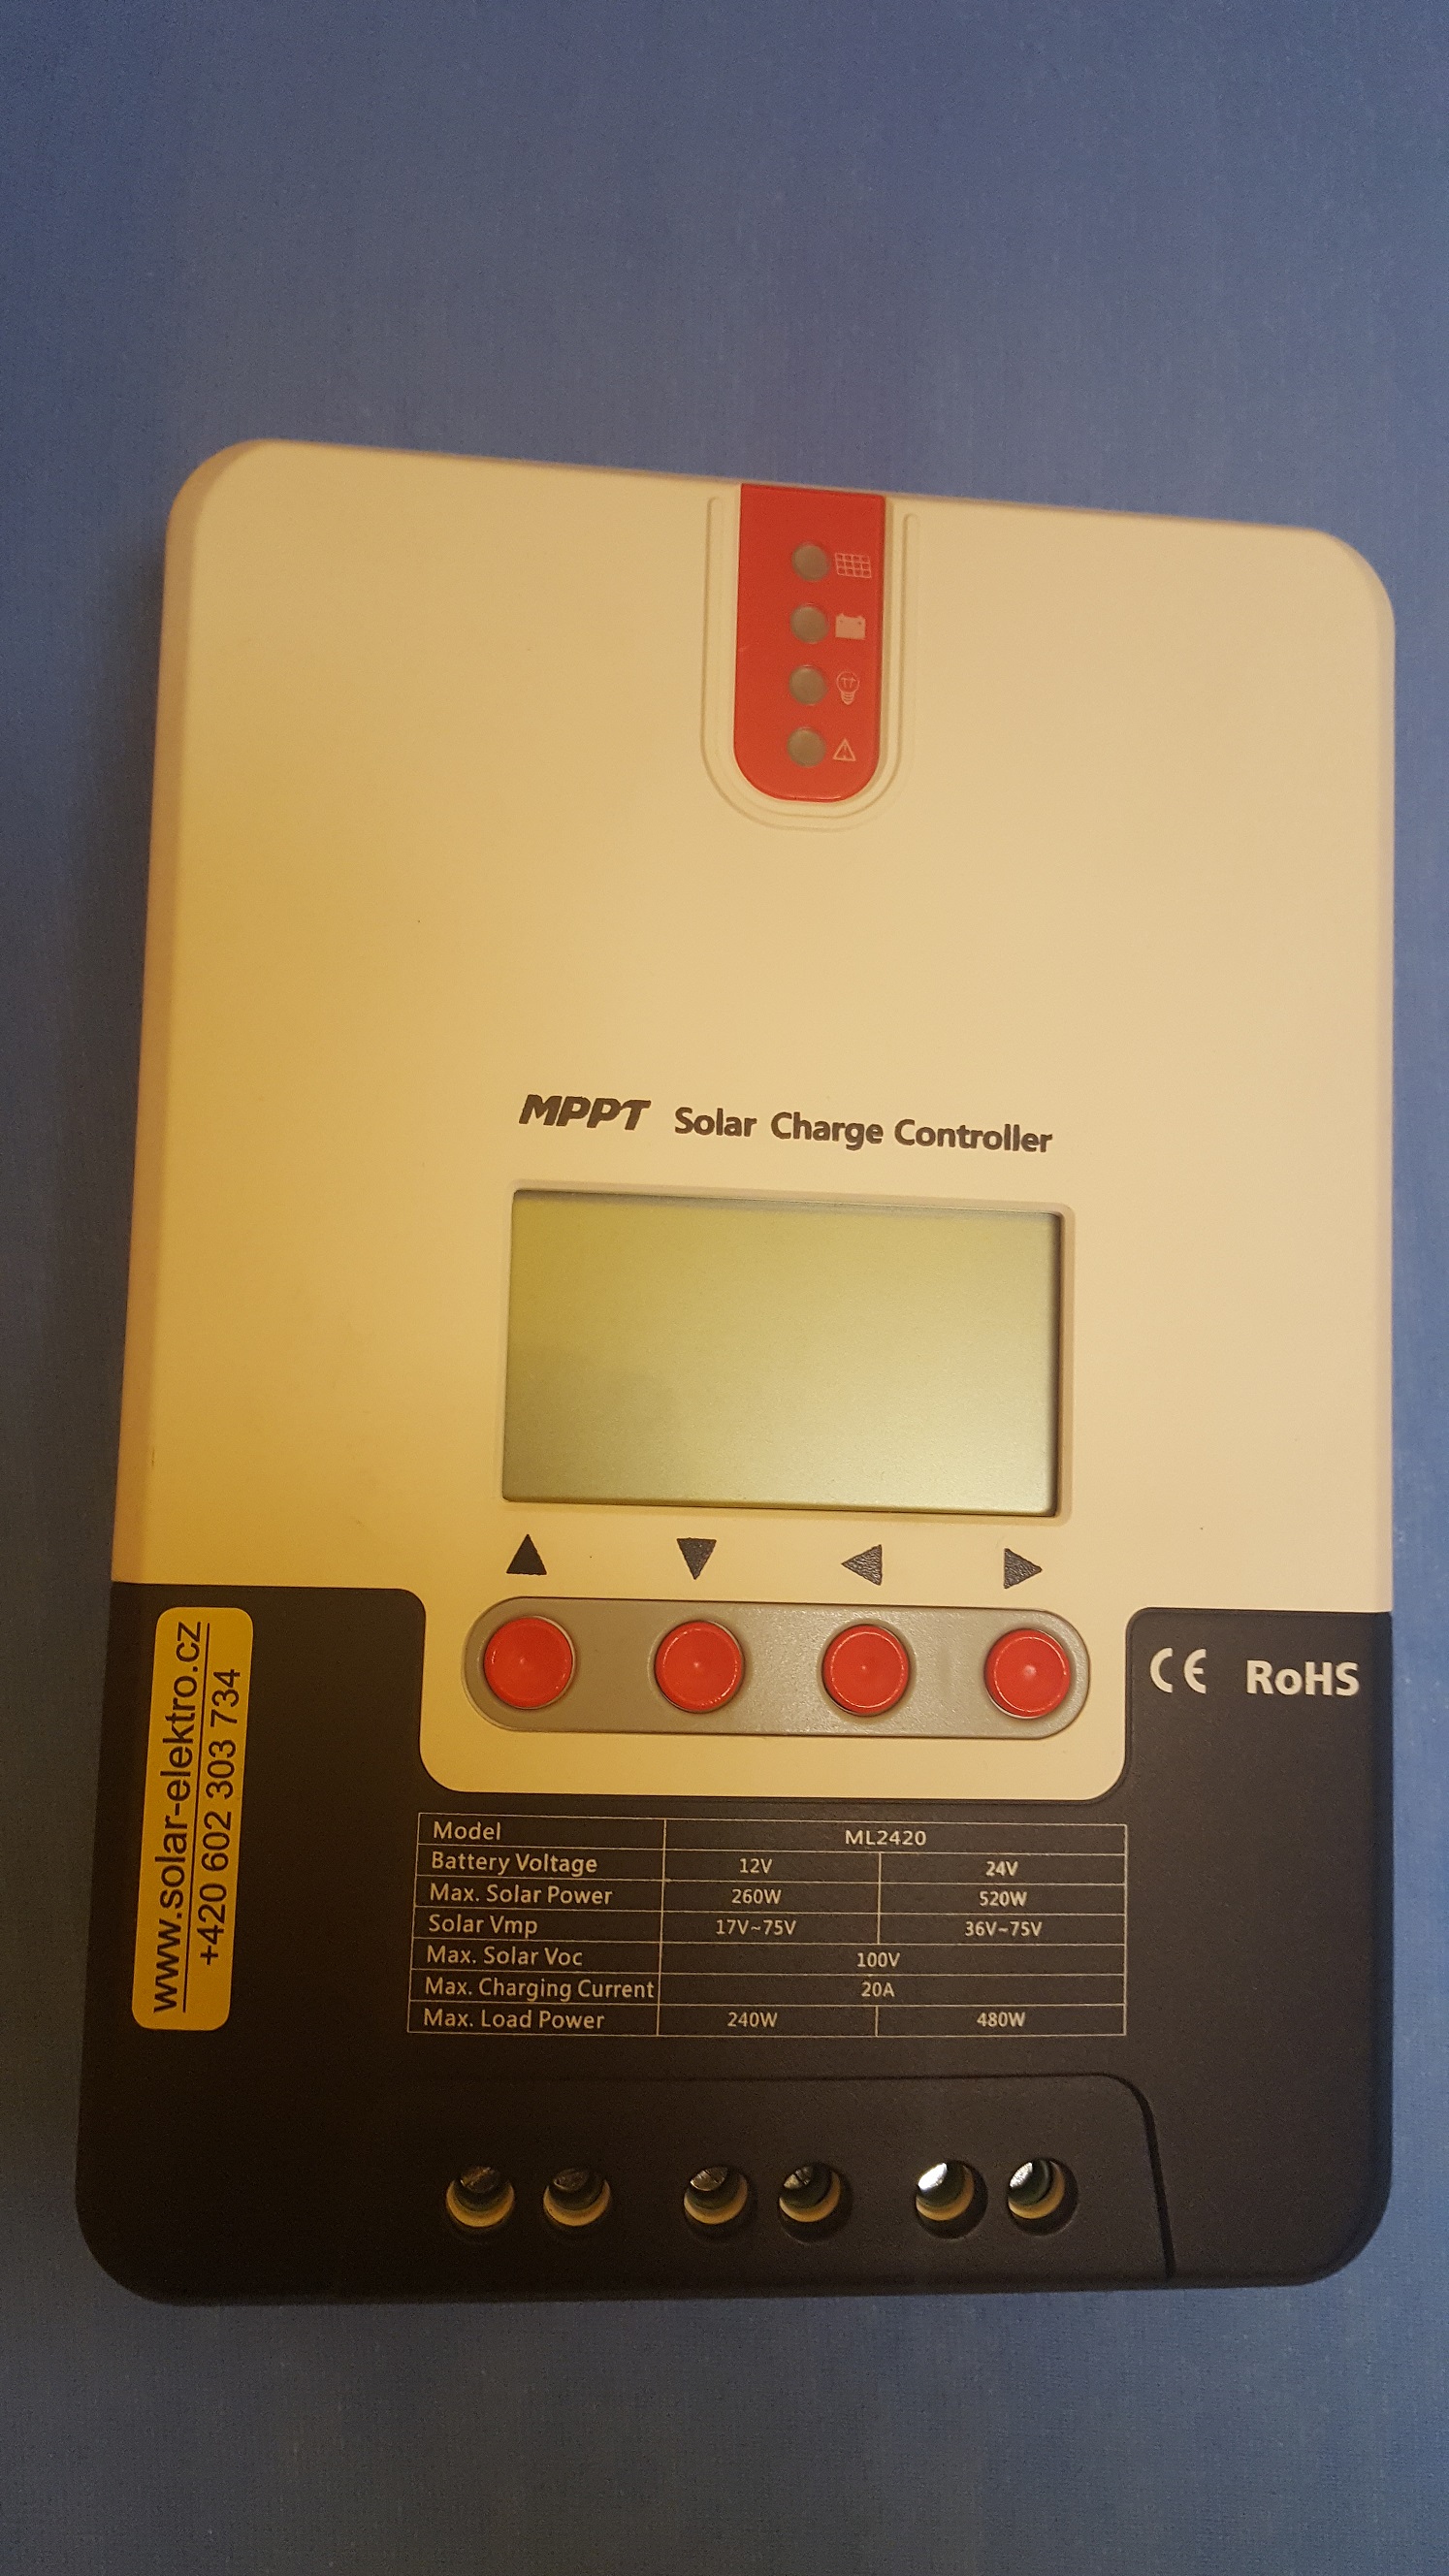 MPPT Solar Charge Controller
CE RoHS
www.solar-elektro.cz
+420 602 303 734
Model ML2420
Battery Voltage 12V 24V
Max. Solar Power 260W 520W
Solar Vmp 17V~75V 36V~75V
Max. Solar Voc 100V
Max. Charging Current 20A
Max. Load Power 240W 480W